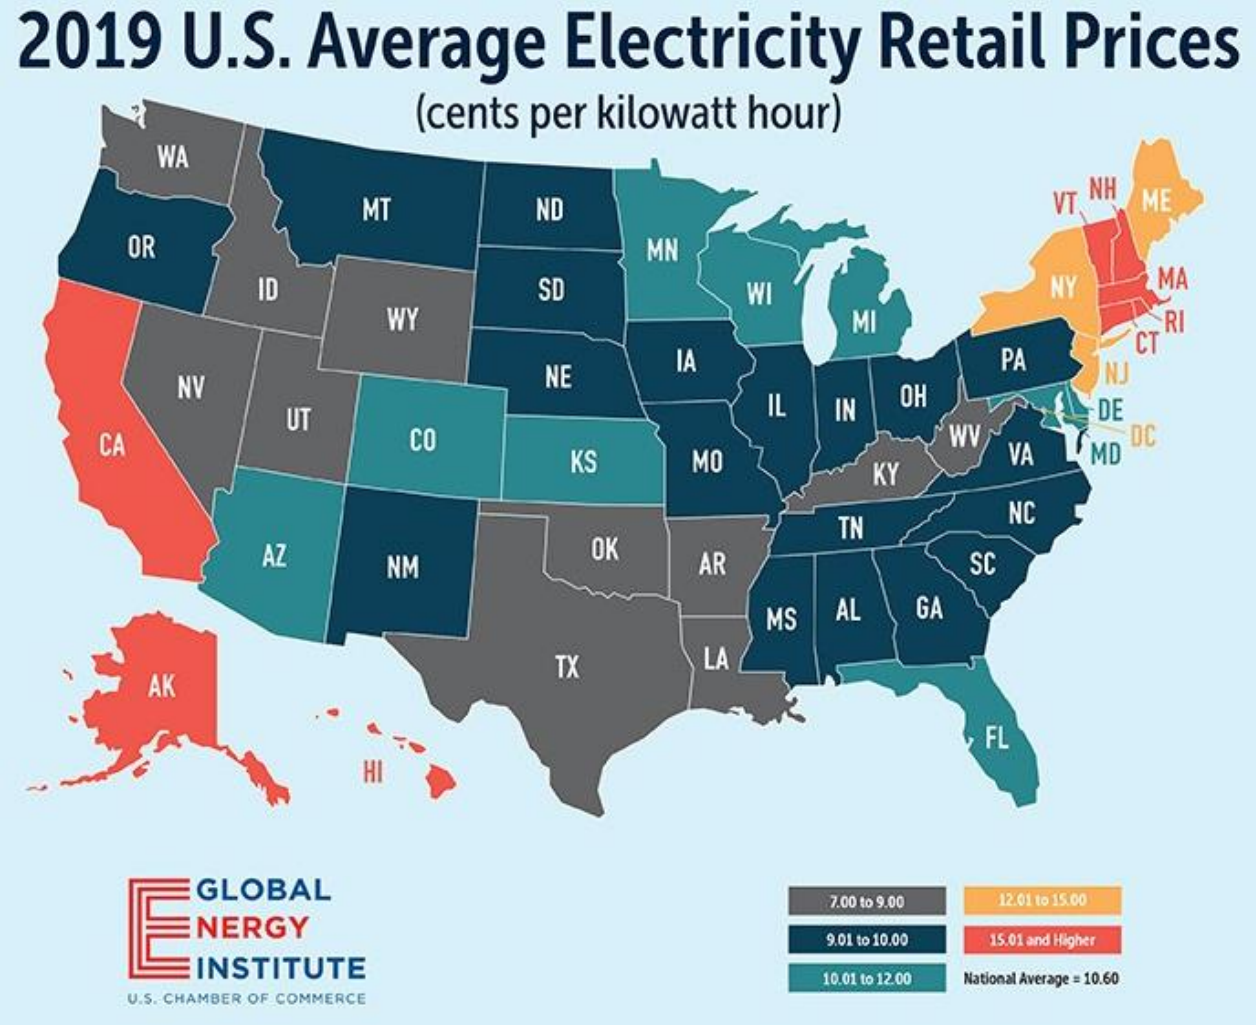 2019 U.S. Average Electricity Retail Prices
(cents per kilowatt hour)
WA
MT
ND
MN
VT
NH
ME
OR
ID
WY
SD
WI
MI
NY
MA
RI
CT
NV
UT
CO
NE
IA
IL
IN
OH
PA
NJ
DE
DC
MD
CA
KS
MO
KY
WV
VA
AZ
NM
OK
AR
TN
NC
SC
MS
AL
GA
TX
LA
FL
AK
HI
GLOBAL
ENERGY
INSTITUTE
U.S. CHAMBER OF COMMERCE
7.00 to 9.00
12.01 to 15.00
9.01 to 10.00
15.01 and Higher
10.01 to 12.00
National Average = 10.60